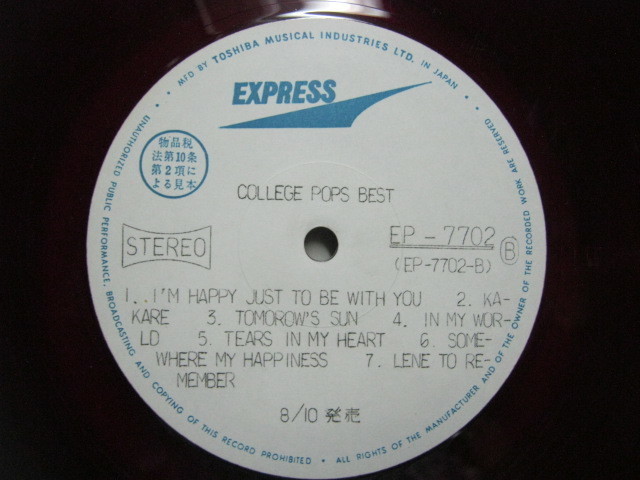 MFD BY TOSHIBA MUSICAL INDUSTRIES LTD. IN JAPAN
EXPRESS
物品税
法第10条
第2項に
よる見本
COLLEGE POPS BEST
STEREO
EP-7702 B
(EP-7702-B)
1. .I'M HAPPY JUST TO BE WITH YOU 2. KA-
KARE 3. TOMOROW'S SUN 4. IN MY WOR-
LD 5. TEARS IN MY HEART 6. SOME-
WHERE MY HAPPINESS 7. LENE TO RE-
MEMBER
8/10 発売
UNAUTHORIZED PUBLIC PERFORMANCE, BROADCASTING AND COPYING OF THIS RECORD PROHIBITED • ALL RIGHTS OF THE MANUFACTURER AND OF THE OWNER OF THE RECORDED WORK ARE RESERVED